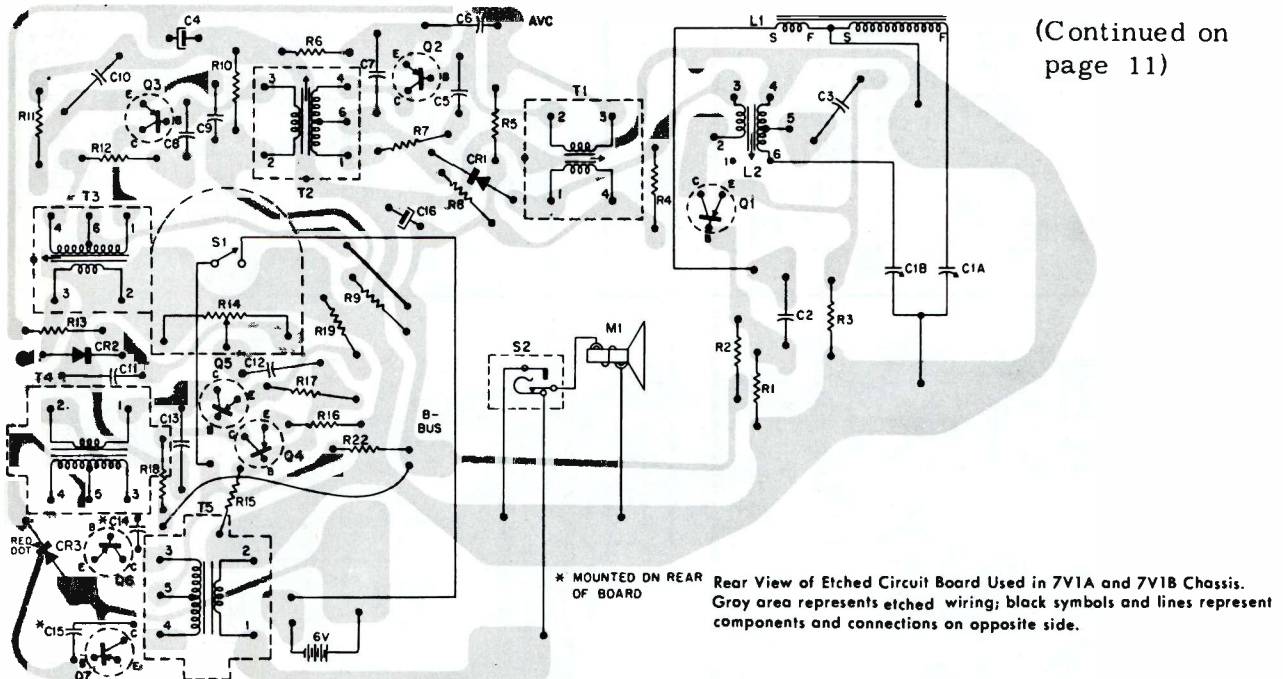 C4
C6
AVC
L1
S
F
S
F
(Continued on
page 11)
C10
Q3
R10
R6
C7
Q2
E
B
C
C5
R11
E
B
C
C8
C9
3
4
6
2
1
T2
R7
R5
T1
2
3
1
4
3
4
5
2
1
6
L2
C3
R12
CR1
R8
C16
R4
C
E
Q1
B
T3
4
6
1
3
2
S1
R14
R9
R19
C1B
C1A
C2
R3
M1
S2
R2
R1
R13
CR2
C11
T4
Q5
C
E
B
C12
R17
2
1
4
5
3
C13
R18
E
C
B
Q4
R16
R22
B-
BUS
R15
T5
*C14
RED
DOT
CR3
B
E
C
Q6
3
2
5
4
1
*C15
C
B
E
Q7
6V
* MOUNTED ON REAR
OF BOARD
Rear View of Etched Circuit Board Used in 7V1A and 7V1B Chassis.
Gray area represents etched wiring; black symbols and lines represent
components and connections on opposite side.